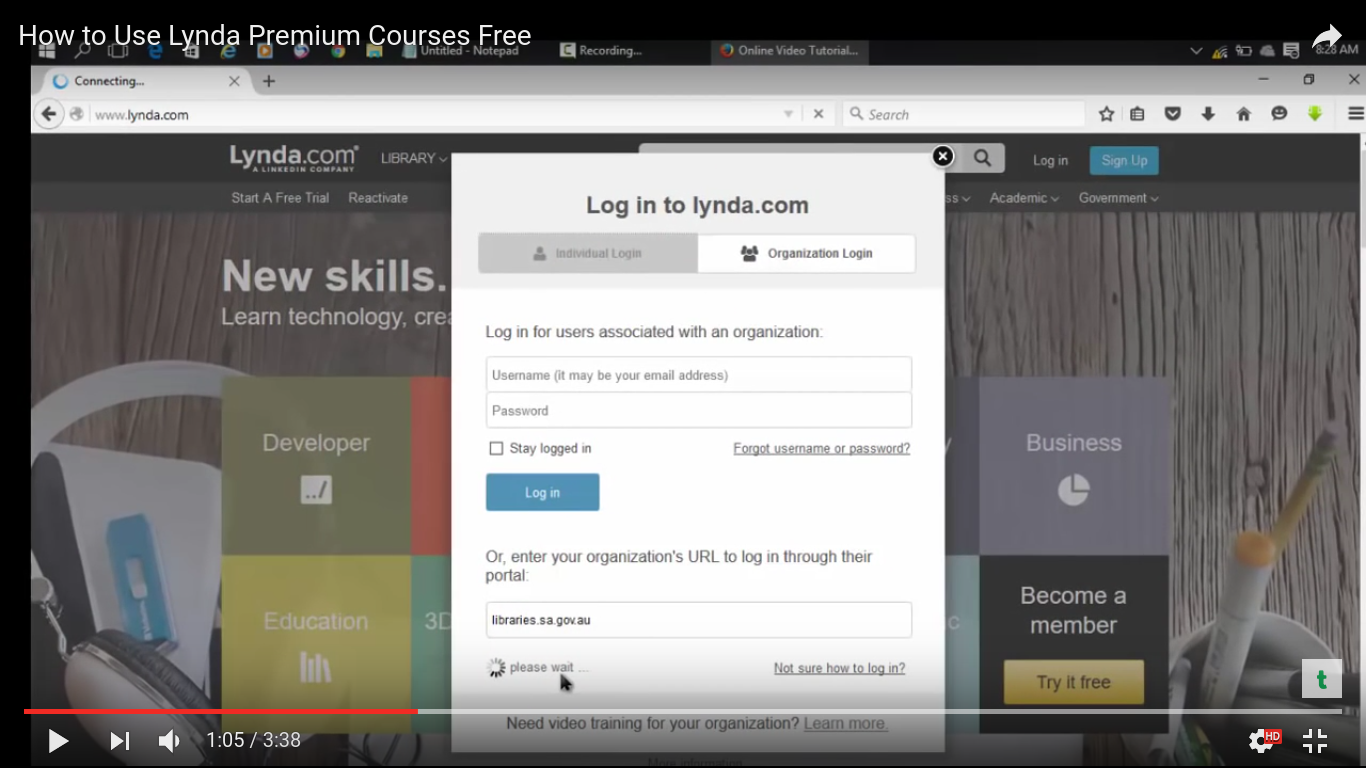 How to Use Lynda Premium Courses Free
Untitled - Notepad
Recording...
Online Video Tutorial...
8:28 AM
Connecting...
www.lynda.com
Search
Lynda.com
A LINKEDIN COMPANY
LIBRARY
Log in
Sign Up
Start A Free Trial
Reactivate
ss
Academic
Government
Log in to lynda.com
Individual Login
Organization Login
New skills.
Learn technology, crea
Log in for users associated with an organization:
Username (it may be your email address)
Password
Stay logged in
Forgot username or password?
Log in
Developer
y
Business
Or, enter your organization's URL to log in through their
portal:
libraries.sa.gov.au
please wait ...
Not sure how to log in?
Education
3D
c
Become a
member
Try it free
t
Need video training for your organization? Learn more.
More information
1:05 / 3:38
HD